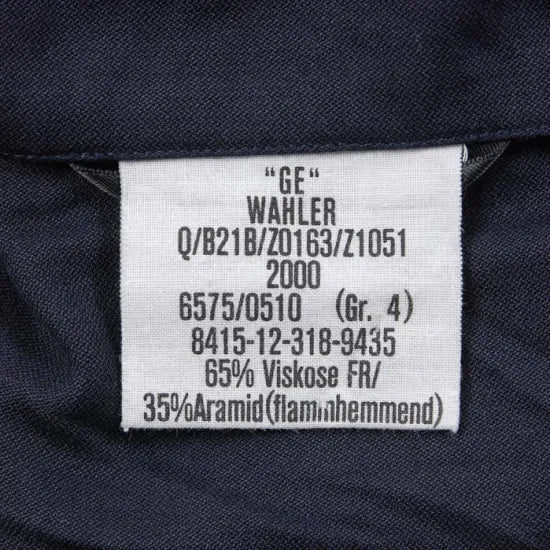 "GE"
WAHLER
Q/B21B/Z0163/Z1051
2000
6575/0510 (Gr. 4)
8415-12-318-9435
65% Viskose FR/
35%Aramid(flammhemmend)